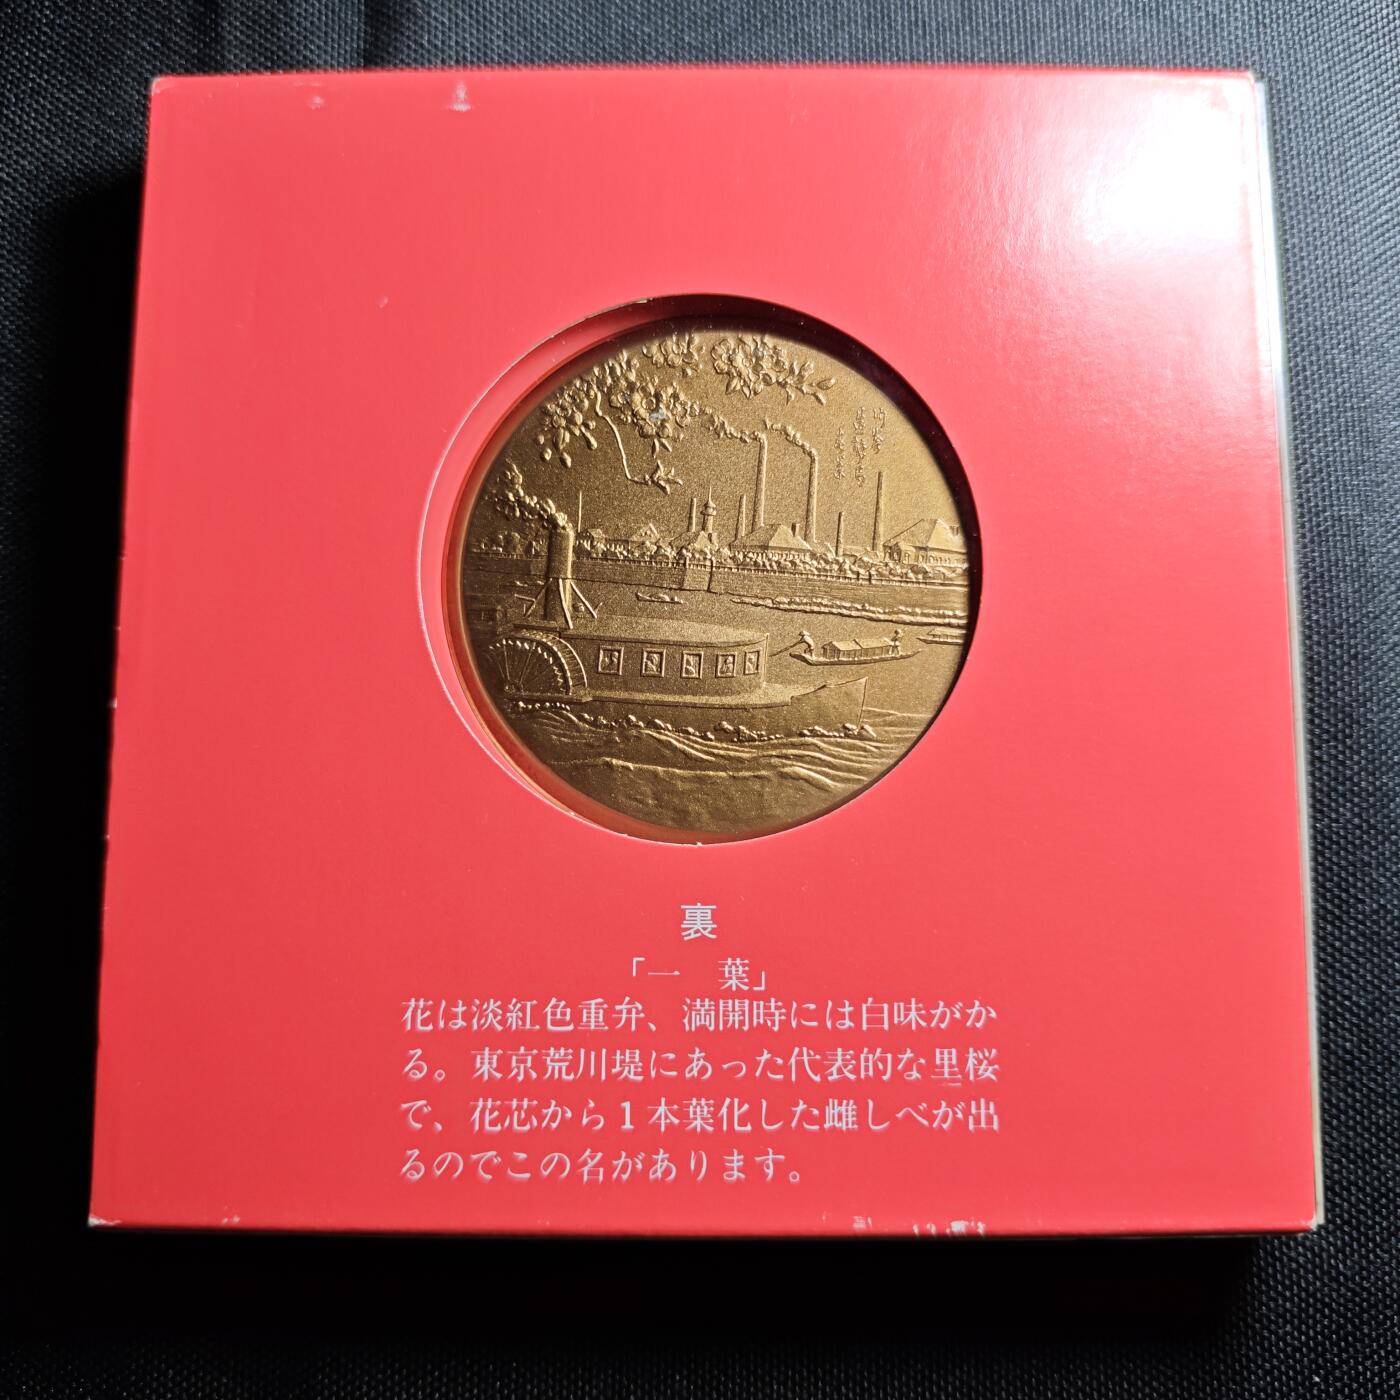 裏
「一　葉」
花は淡紅色重弁、満開時には白味がか
る。東京荒川堤にあった代表的な里桜
で、花芯から1本葉化した雌しべが出
るのでこの名があります。